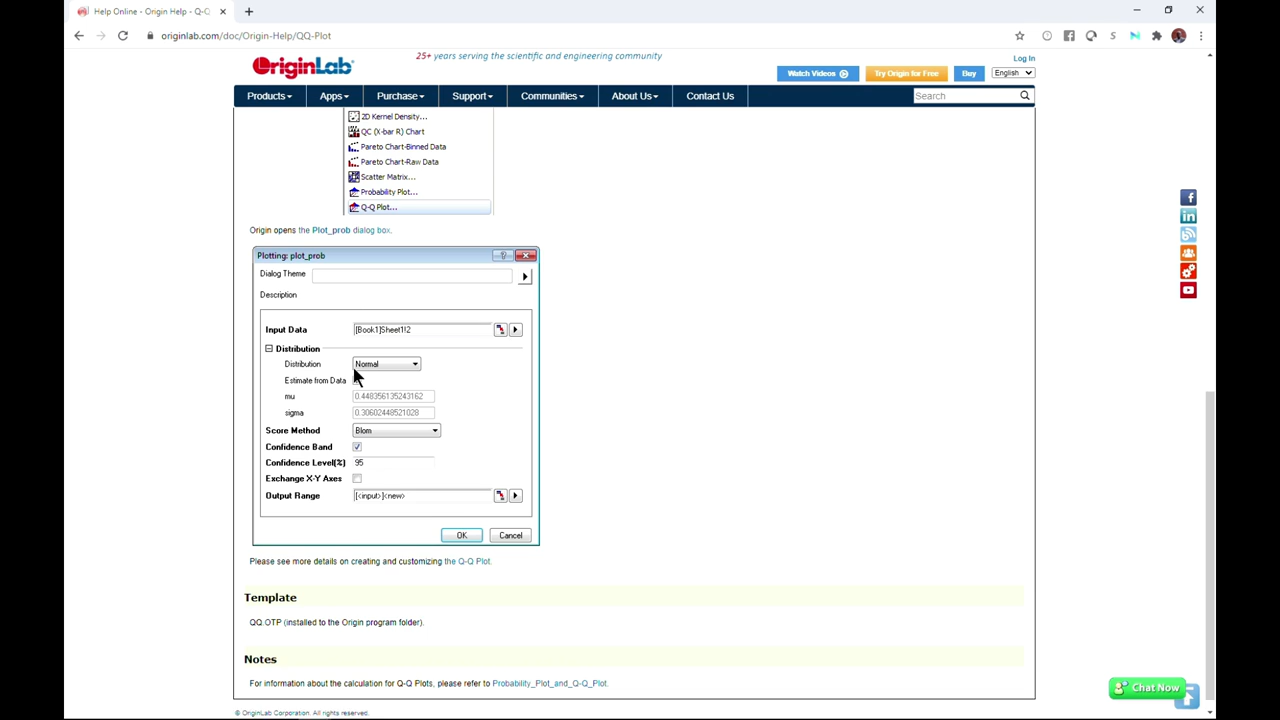 Help Online - Origin Help - Q-Q
originlab.com/doc/Origin-Help/QQ-Plot
OriginLab
25+ years serving the scientific and engineering community
Log In
Watch Videos
Try Origin for Free
Buy
English
Products
Apps
Purchase
Support
Communities
About Us
Contact Us
Search
2D Kernel Density...
QC (X-bar R) Chart
Pareto Chart-Binned Data
Pareto Chart-Raw Data
Scatter Matrix...
Probability Plot...
Q-Q Plot...
Origin opens the Plot_prob dialog box.
Plotting: plot_prob
Dialog Theme
Description
Input Data [Book1]Sheet1!2
Distribution
Distribution Normal
Estimate from Data
mu 0.448356135243162
sigma 0.30602448521028
Score Method Blom
Confidence Band
Confidence Level(%) 95
Exchange X-Y Axes
Output Range [<input>]<new>
OK Cancel
Please see more details on creating and customizing the Q-Q Plot.
Template
QQ.OTP (installed to the Origin program folder).
Notes
For information about the calculation for Q-Q Plots, please refer to Probability_Plot_and_Q-Q_Plot.
Chat Now
© OriginLab Corporation. All rights reserved.